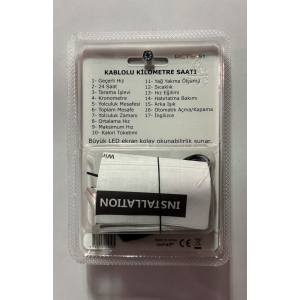 KABLOLU KİLOMETRE SAATİ
1- Geçerli Hız
2- 24 Saat
3- Tarama İşlevi
4- Kronometre
5- Yolculuk Mesafesi
6- Toplam Mesafe
7- Yolculuk Zamanı
8- Ortalama Hız
9- Maksimum Hız
10- Kalori Tüketimi
11- Yağ Yakma Ölçümü
12- Sıcaklık
13- Hız Eğilimi
14- Hatırlatma Bakımı
15- Arka Işık
16- Otomatik Açma/Kapama
17- İngilizce
Büyük LED ekran kolay okunabilirlik sunar.
INSTALLATION
CE